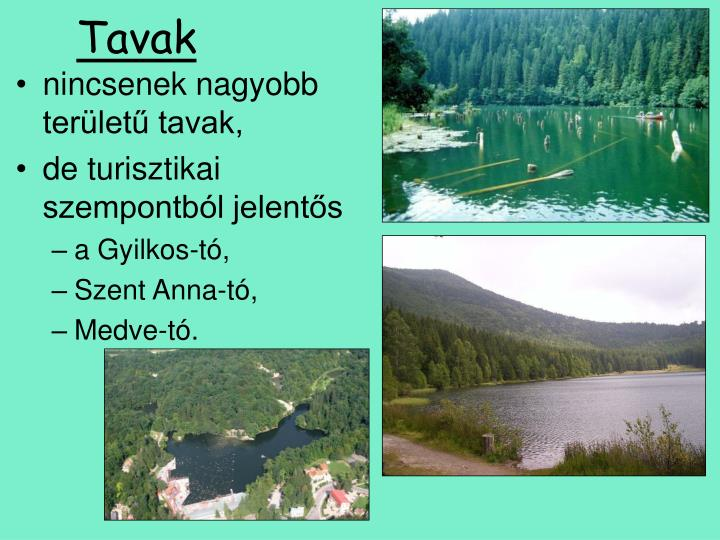 Tavak
• nincsenek nagyobb
területű tavak,
• de turisztikai
szempontból jelentős
– a Gyilkos-tó,
– Szent Anna-tó,
– Medve-tó.